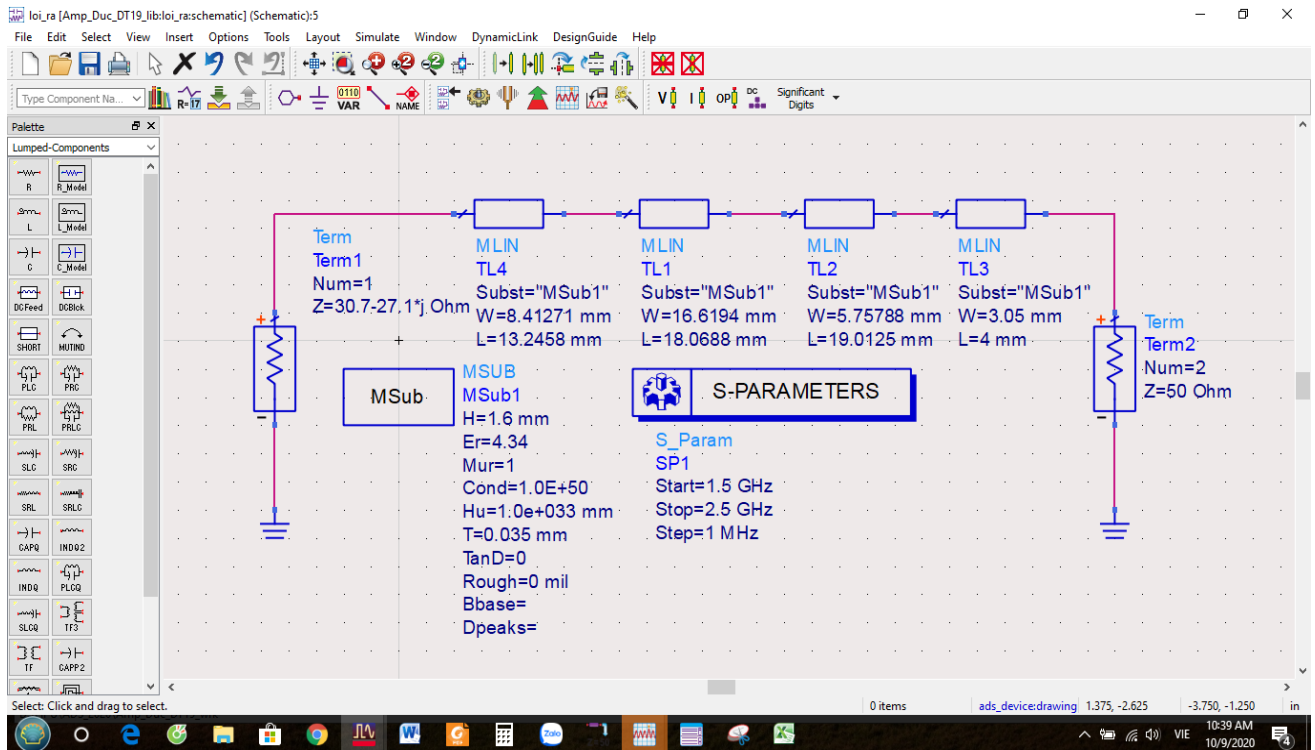 loi_ra [Amp_Duc_DT19_lib:loi_ra:schematic] (Schematic):5
File Edit Select View Insert Options Tools Layout Simulate Window DynamicLink DesignGuide Help
Type Component Na...
R=17
0110
VAR
NAME
V
I
OP
DC
Significant
Digits
Palette
Lumped-Components
R
R_Model
L
L_Model
C
C_Model
DCFeed
DCBlck
SHORT
MUTIND
PLC
PRC
PRL
PRLC
SLC
SRC
SRL
SRLC
CAPQ
INDQ2
INDQ
PLCQ
SLCQ
TF3
TF
CAPP2
Term
Term1
Num=1
Z=30.7-27.1*j Ohm
MLIN
TL4
Subst="MSub1"
W=8.41271 mm
L=13.2458 mm
MLIN
TL1
Subst="MSub1"
W=16.6194 mm
L=18.0688 mm
MLIN
TL2
Subst="MSub1"
W=5.75788 mm
L=19.0125 mm
MLIN
TL3
Subst="MSub1"
W=3.05 mm
L=4 mm
Term
Term2
Num=2
Z=50 Ohm
MSub
MSUB
MSub1
H=1.6 mm
Er=4.34
Mur=1
Cond=1.0E+50
Hu=1.0e+033 mm
T=0.035 mm
TanD=0
Rough=0 mil
Bbase=
Dpeaks=
S-PARAMETERS
S_Param
SP1
Start=1.5 GHz
Stop=2.5 GHz
Step=1 MHz
Select: Click and drag to select.
0 items
ads_device:drawing
1.375, -2.625
-3.750, -1.250
in
Zalo
VIE
10:39 AM
10/9/2020
4